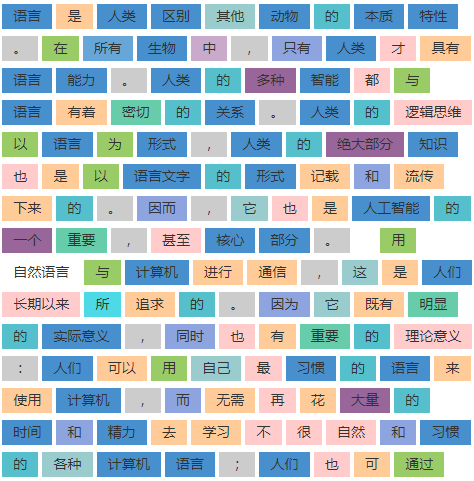 语言 是 人类 区别 其他 动物 的 本质 特性
。 在 所有 生物 中 , 只有 人类 才 具有
语言 能力 。 人类 的 多种 智能 都 与
语言 有着 密切 的 关系 。 人类 的 逻辑思维
以 语言 为 形式 , 人类 的 绝大部分 知识
也 是 以 语言文字 的 形式 记载 和 流传
下来 的 。 因而 , 它 也 是 人工智能 的
一个 重要 , 甚至 核心 部分 。 用
自然语言 与 计算机 进行 通信 , 这 是 人们
长期以来 所 追求 的 。 因为 它 既有 明显
的 实际意义 , 同时 也 有 重要 的 理论意义
: 人们 可以 用 自己 最 习惯 的 语言 来
使用 计算机 , 而 无需 再 花 大量 的
时间 和 精力 去 学习 不 很 自然 和 习惯
的 各种 计算机 语言 ; 人们 也 可 通过